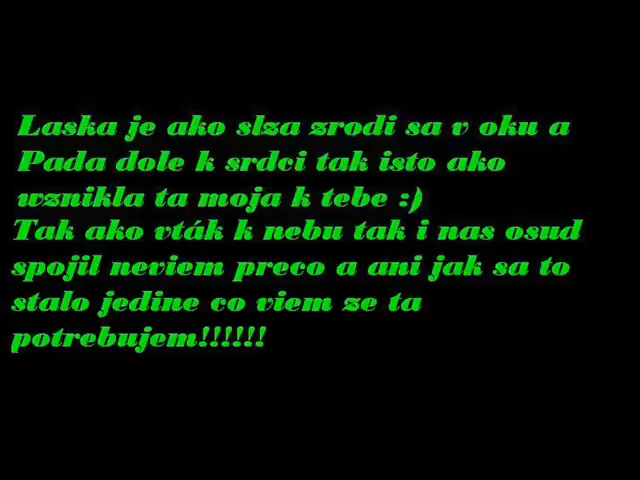 Laska je ako slza zrodi sa v oku a
Pada dole k srdci tak isto ako
wznikla ta moja k tebe :)
Tak ako vták k nebu tak i nas osud
spojil neviem preco a ani jak sa to
stalo jedine co viem ze ta
potrebujem!!!!!!